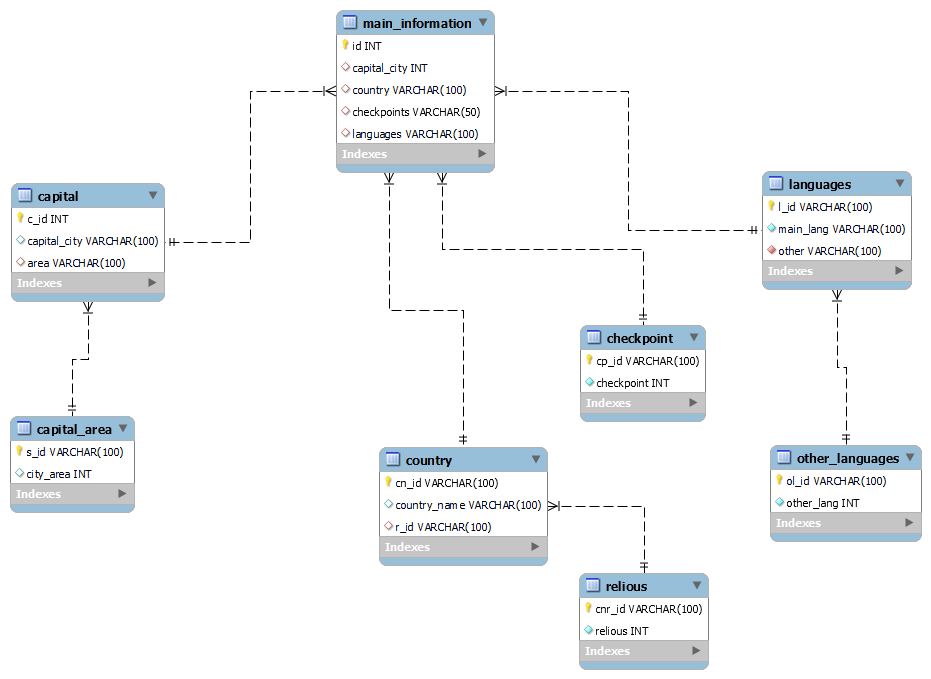 main_information
id INT
capital_city INT
country VARCHAR(100)
checkpoints VARCHAR(50)
languages VARCHAR(100)
Indexes
capital
c_id INT
capital_city VARCHAR(100)
area VARCHAR(100)
Indexes
languages
l_id VARCHAR(100)
main_lang VARCHAR(100)
other VARCHAR(100)
Indexes
checkpoint
cp_id VARCHAR(100)
checkpoint INT
Indexes
capital_area
s_id VARCHAR(100)
city_area INT
Indexes
country
cn_id VARCHAR(100)
country_name VARCHAR(100)
r_id VARCHAR(100)
Indexes
other_languages
ol_id VARCHAR(100)
other_lang INT
Indexes
relious
cnr_id VARCHAR(100)
relious INT
Indexes